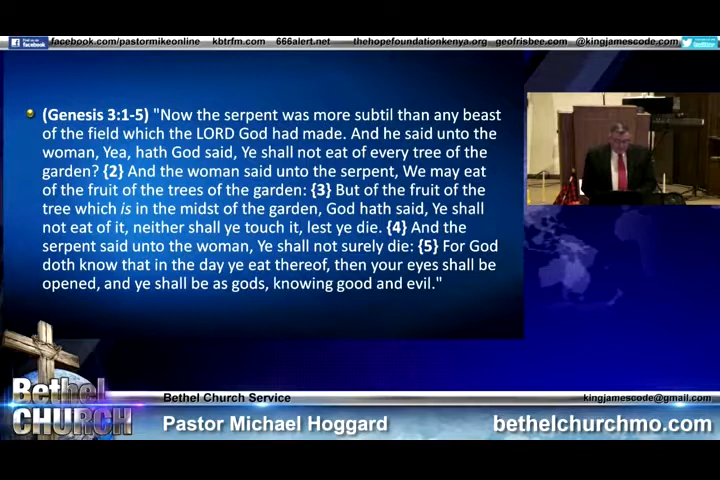 Find us on facebook
facebook.com/pastormikeonline kbtrfm.com 666alert.net thehopefoundationkenya.org geofrisbee.com @kingjamescode.com
(Genesis 3:1-5) "Now the serpent was more subtil than any beast
of the field which the LORD God had made. And he said unto the
woman, Yea, hath God said, Ye shall not eat of every tree of the
garden? {2} And the woman said unto the serpent, We may eat
of the fruit of the trees of the garden: {3} But of the fruit of the
tree which is in the midst of the garden, God hath said, Ye shall
not eat of it, neither shall ye touch it, lest ye die. {4} And the
serpent said unto the woman, Ye shall not surely die: {5} For God
doth know that in the day ye eat thereof, then your eyes shall be
opened, and ye shall be as gods, knowing good and evil."
Bethel
CHURCH
Bethel Church Service kingjamescode@gmail.com
Pastor Michael Hoggard bethelchurchmo.com